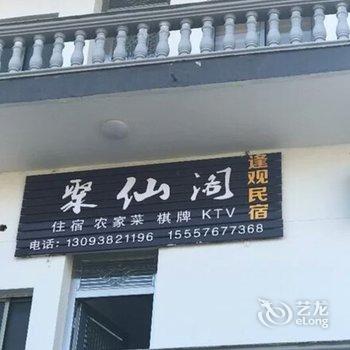 聚仙阁
蓬观民宿
住宿 农家菜 棋牌 KTV
电话：13093821196 15557677368
艺龙
eLong